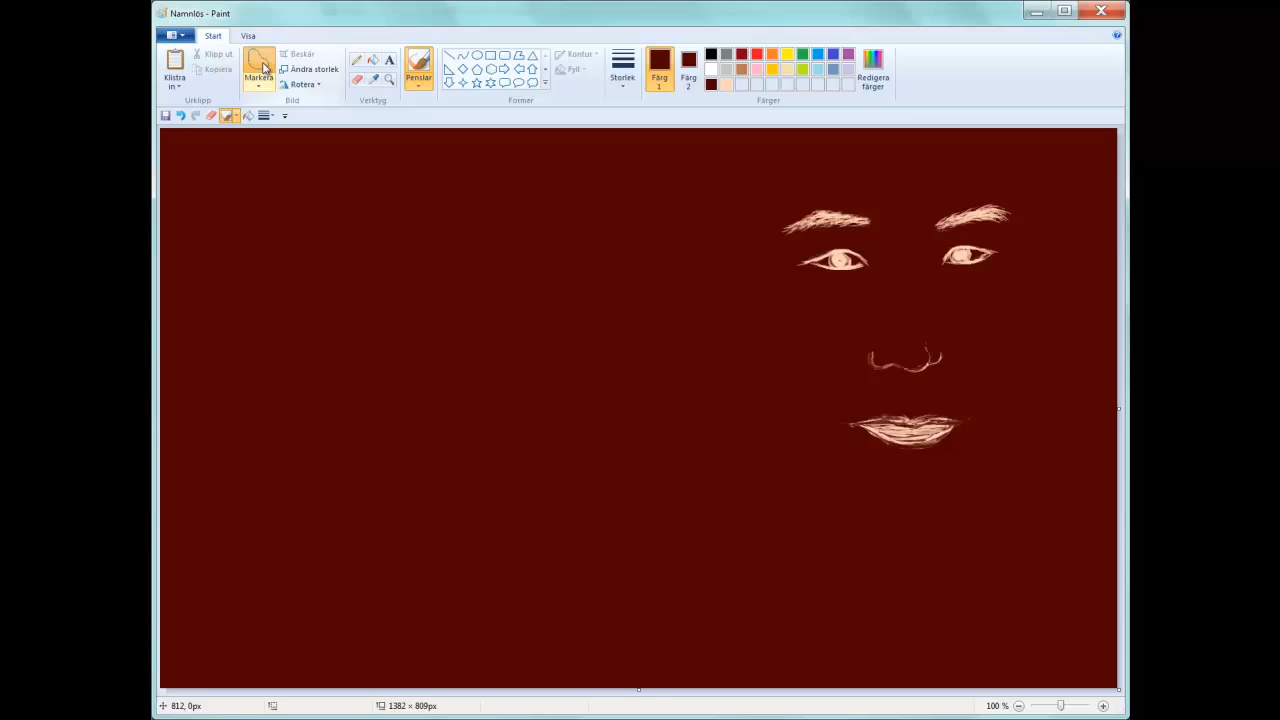 Namnlös - Paint
Start
Visa
Klistra
in
Klipp ut
Kopiera
Urklipp
Markera
Beskär
Ändra storlek
Rotera
Bild
A
Verktyg
Penslar
Former
Kontur
Fyll
Storlek
Färg
1
Färg
2
Redigera
färger
Färger
812, 0px
1382 × 809px
100 %